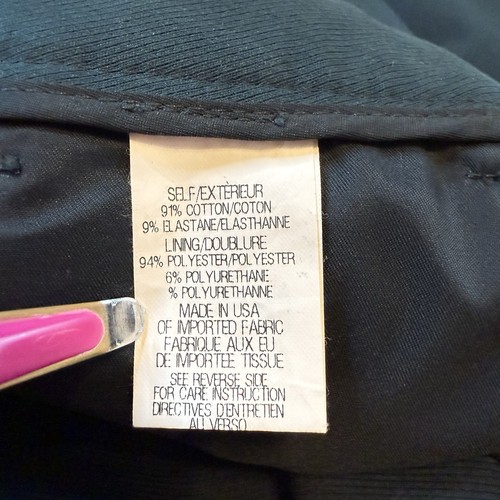 SELF/EXTÉRIEUR
91% COTTON/COTON
9% ELASTANE/ELASTHANNE
LINING/DOUBLURE
94% POLYESTER/POLYESTER
6% POLYURETHANE
% POLYURETHANNE
MADE IN USA
OF IMPORTED FABRIC
FABRIQUE AUX EU
DE IMPORTEE TISSUE
SEE REVERSE SIDE
FOR CARE INSTRUCTION
DIRECTIVES D'ENTRETIEN
AU VERSO